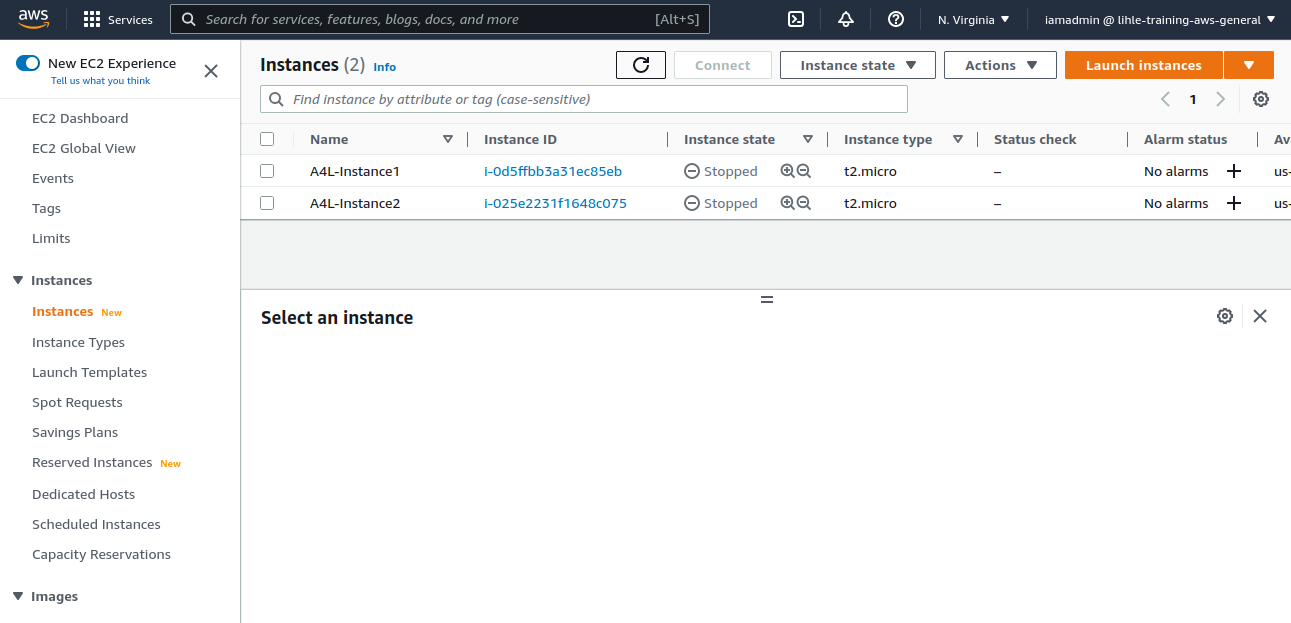 aws Services Search for services, features, blogs, docs, and more [Alt+S] N. Virginia iamadmin @ lihle-training-aws-general
New EC2 Experience
Tell us what you think
EC2 Dashboard
EC2 Global View
Events
Tags
Limits
Instances
Instances New
Instance Types
Launch Templates
Spot Requests
Savings Plans
Reserved Instances New
Dedicated Hosts
Scheduled Instances
Capacity Reservations
Images
Instances (2) Info Connect Instance state Actions Launch instances
Find instance by attribute or tag (case-sensitive) 1
Name Instance ID Instance state Instance type Status check Alarm status Av
A4L-Instance1 i-0d5ffbb3a31ec85eb Stopped t2.micro – No alarms + us-
A4L-Instance2 i-025e2231f1648c075 Stopped t2.micro – No alarms + us-
Select an instance